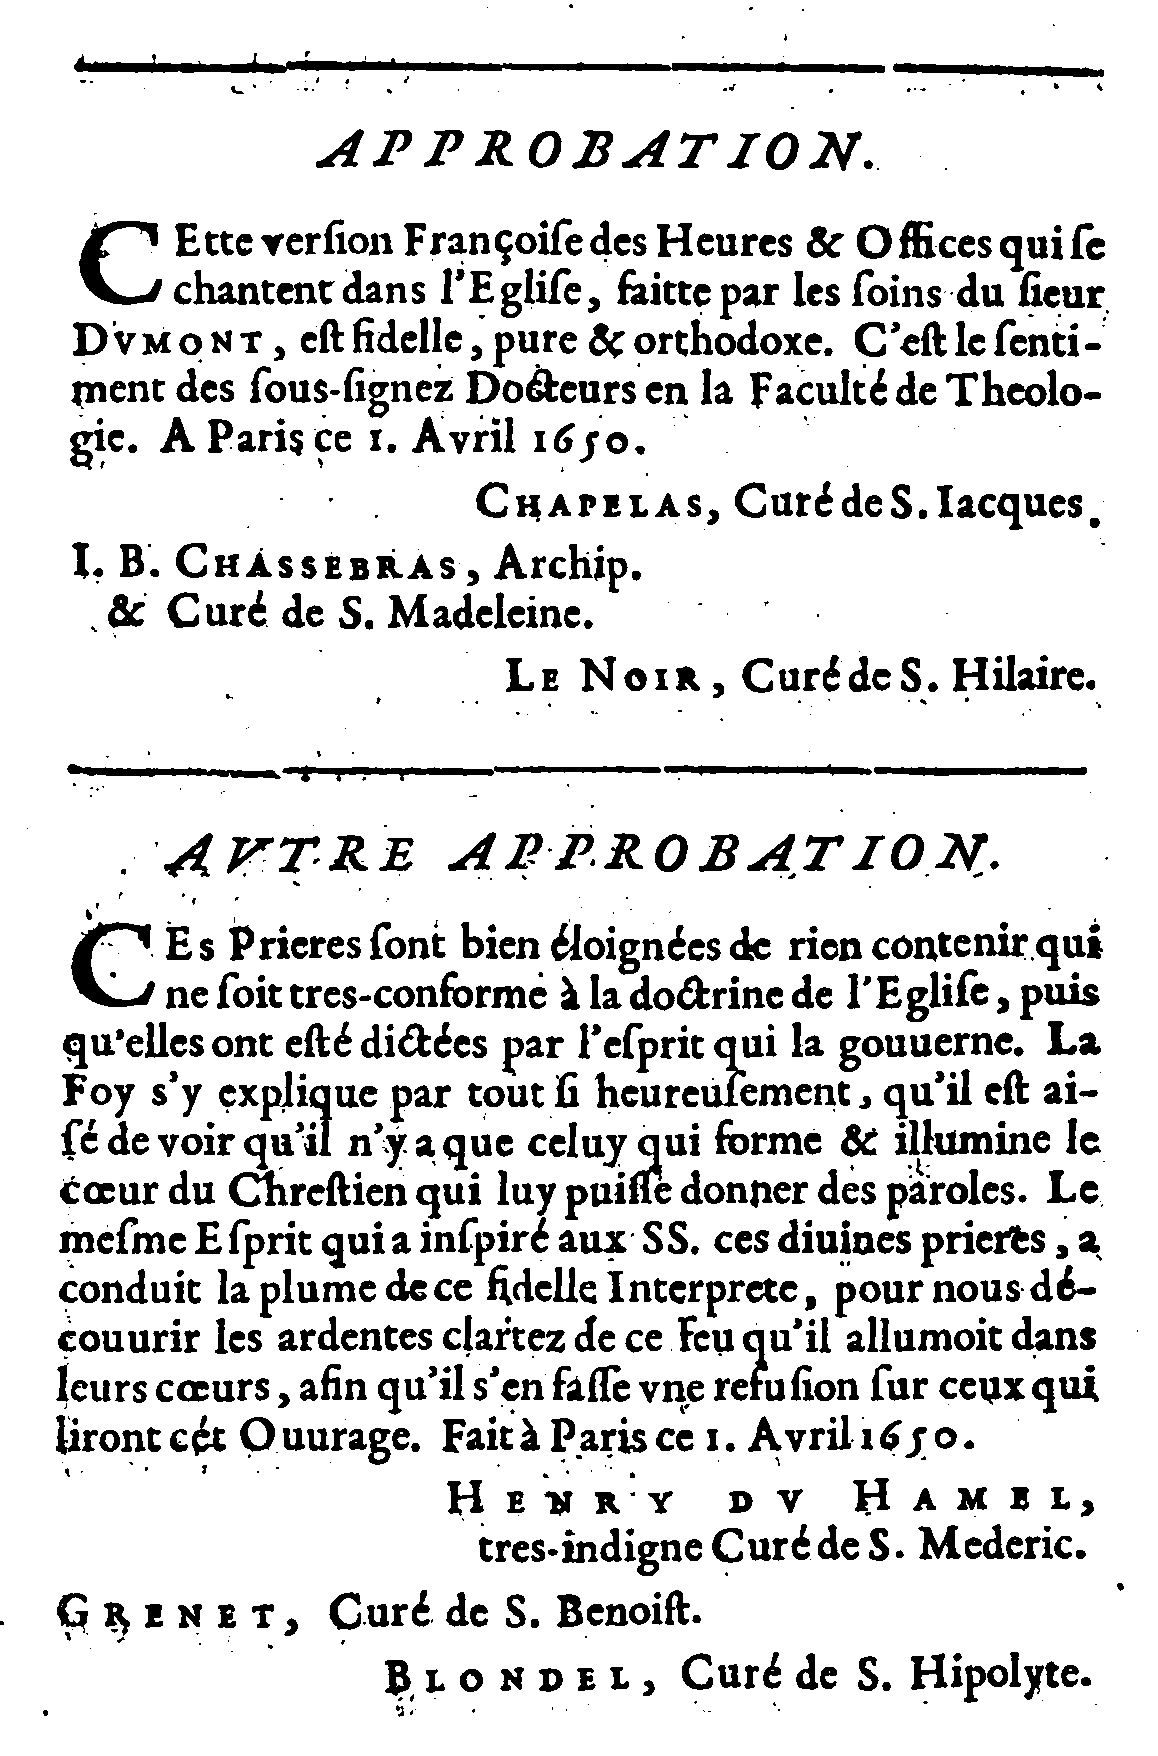 APPROBATION.
CEtte verſion Françoiſe des Heures & Offices qui ſe
chantent dans l'Egliſe, faitte par les ſoins du ſieur
DVMONT, eſt fidelle, pure & orthodoxe. C'eſt le ſenti-
ment des ſous-ſignez Docteurs en la Faculté de Theolo-
gie. A Paris ce 1. Avril 1650.
CHAPELAS, Curé de S. Iacques.
I. B. CHASSEBRAS, Archip.
& Curé de S. Madeleine.
LE NOIR, Curé de S. Hilaire.
AVTRE APPROBATION.
CEs Prieres ſont bien éloignées de rien contenir qui
ne ſoit tres-conforme à la doctrine de l'Egliſe, puis
qu'elles ont eſté dictées par l'eſprit qui la gouuerne. La
Foy s'y explique par tout ſi heureuſement, qu'il eſt ai-
ſé de voir qu'il n'y a que celuy qui forme & illumine le
cœur du Chreſtien qui luy puiſſe donner des paroles. Le
meſme Eſprit qui a inſpiré aux SS. ces diuines prieres, a
conduit la plume de ce fidelle Interprete, pour nous dé-
couurir les ardentes clartez de ce feu qu'il allumoit dans
leurs cœurs, afin qu'il s'en faſſe vne refuſion ſur ceux qui
liront cét Ouurage. Fait à Paris ce 1. Avril 1650.
HENRY DV HAMEL,
tres-indigne Curé de S. Mederic.
GRENET, Curé de S. Benoiſt.
BLONDEL, Curé de S. Hipolyte.